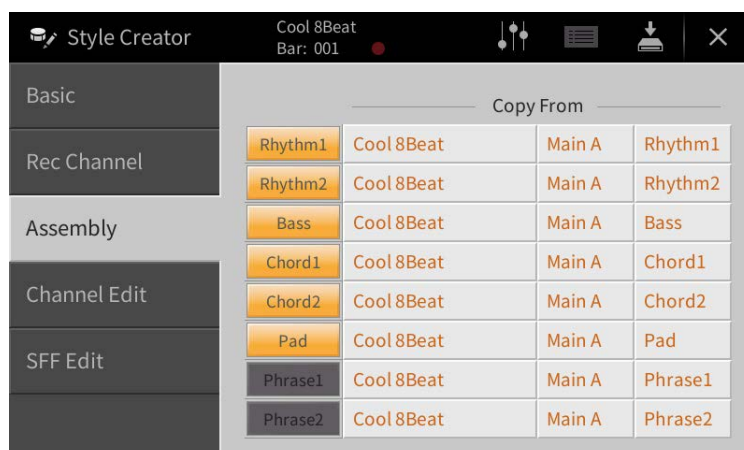 Style Creator
Cool 8Beat
Bar: 001
Basic
Rec Channel
Assembly
Channel Edit
SFF Edit
Copy From
Rhythm1 Cool 8Beat Main A Rhythm1
Rhythm2 Cool 8Beat Main A Rhythm2
Bass Cool 8Beat Main A Bass
Chord1 Cool 8Beat Main A Chord1
Chord2 Cool 8Beat Main A Chord2
Pad Cool 8Beat Main A Pad
Phrase1 Cool 8Beat Main A Phrase1
Phrase2 Cool 8Beat Main A Phrase2